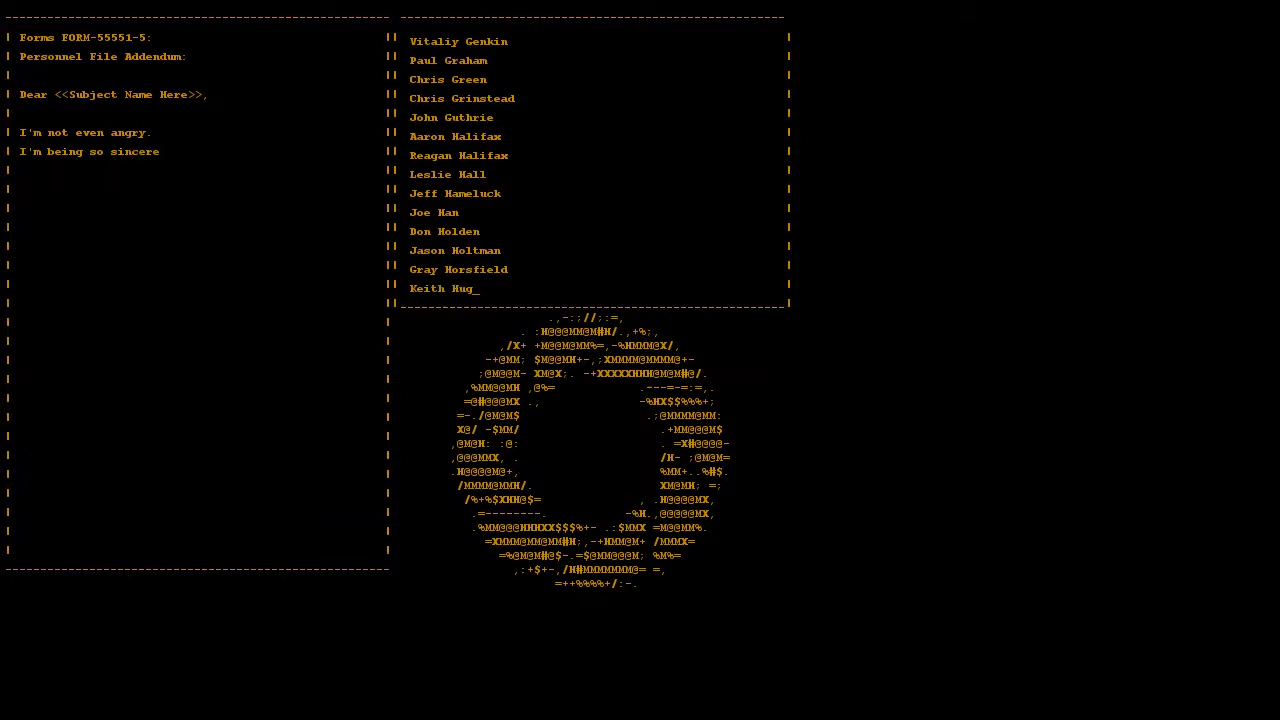 Forms FORM-55551-5:
Personnel File Addendum:
Dear <<Subject Name Here>>,
I'm not even angry.
I'm being so sincere
Vitaliy Genkin
Paul Graham
Chris Green
Chris Grinstead
John Guthrie
Aaron Halifax
Reagan Halifax
Leslie Hall
Jeff Hameluck
Joe Han
Don Holden
Jason Holtman
Gray Horsfield
Keith Hug_